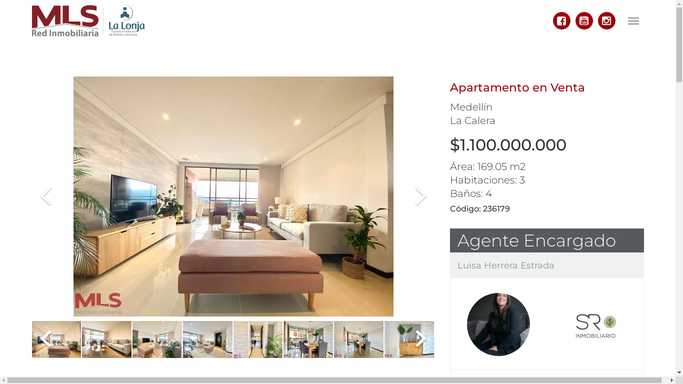 MLS
Red Inmobiliaria
La Lonja
Apartamento en Venta
Medellín
La Calera
$1.100.000.000
Área: 169.05 m2
Habitaciones: 3
Baños: 4
Código: 236179
Agente Encargado
Luisa Herrera Estrada
MLS
SR
INMOBILIARIO